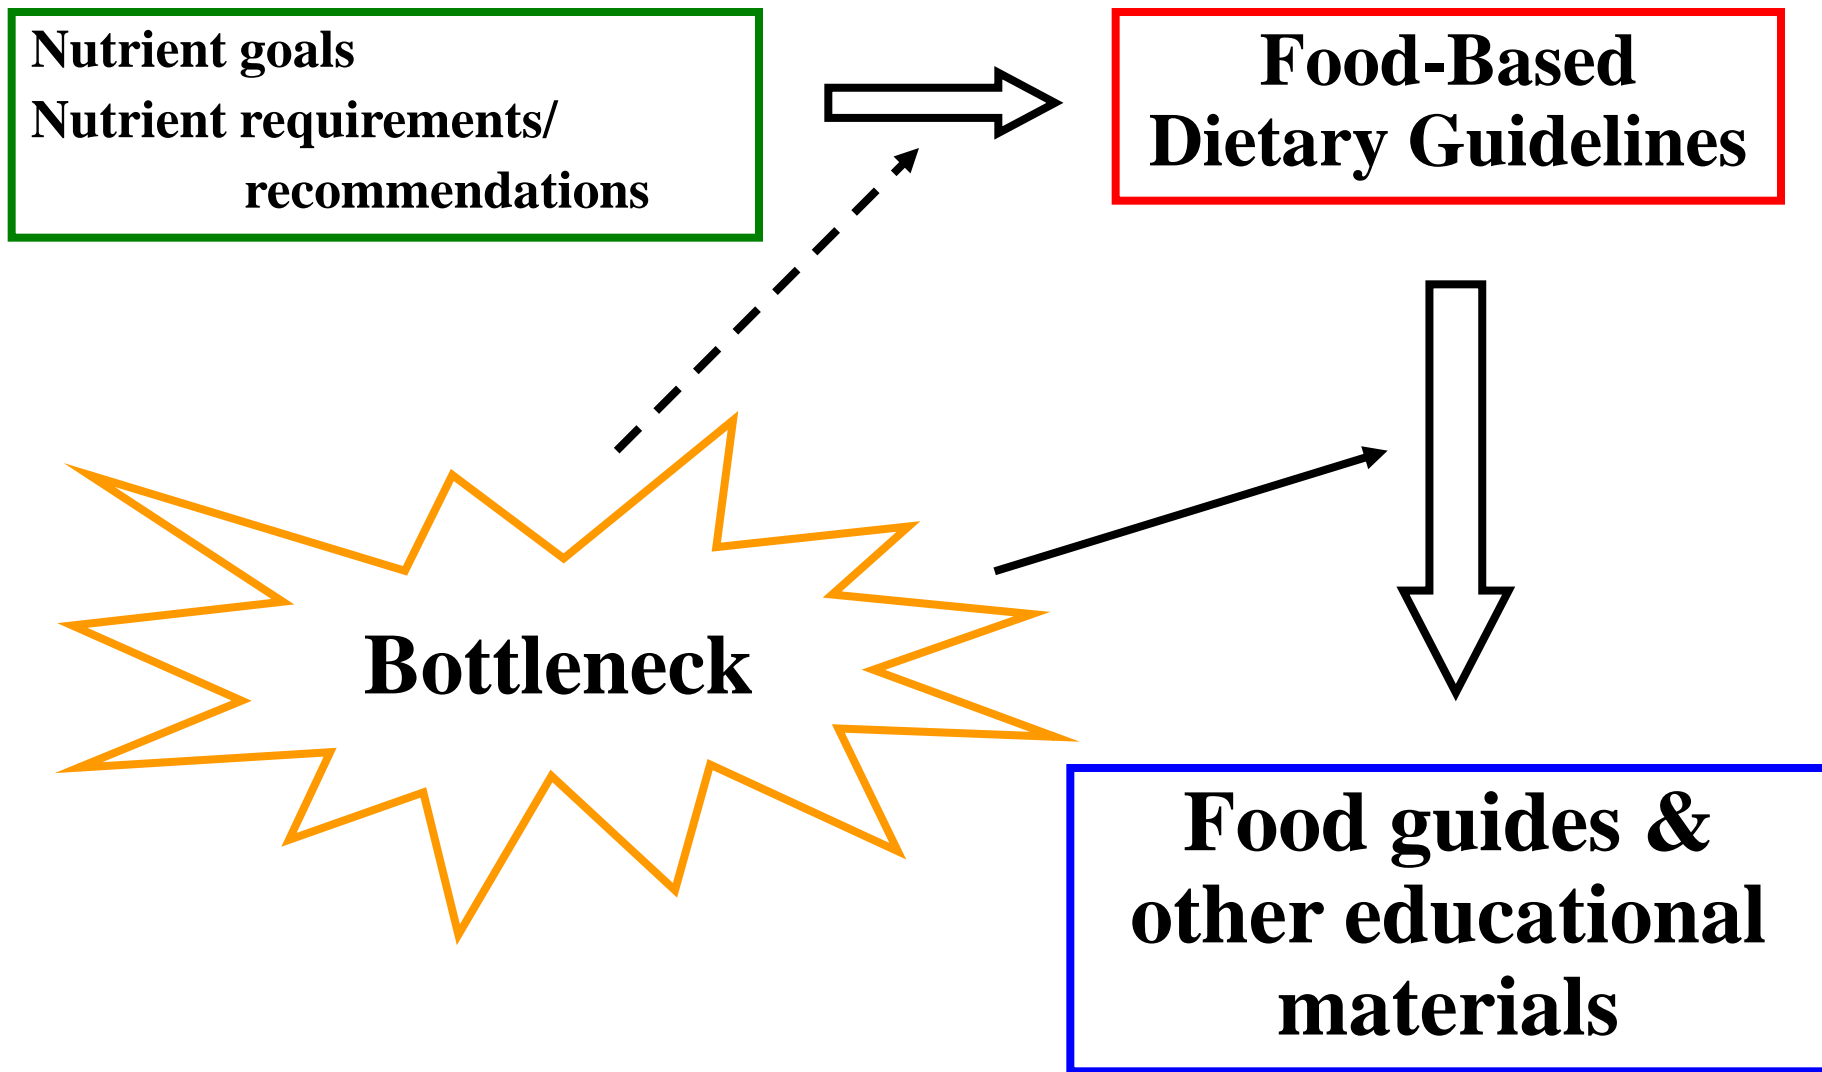 Nutrient goals
Nutrient requirements/
recommendations
Food-Based
Dietary Guidelines
Bottleneck
Food guides &
other educational
materials